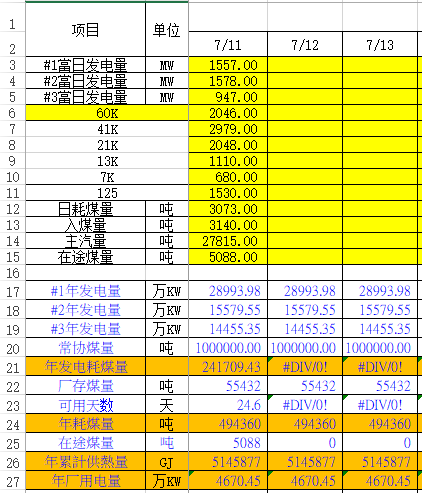 项目 单位
1
2 7/11 7/12 7/13
3 #1當日发电量 MW 1557.00
4 #2當日发电量 MW 1578.00
5 #3當日发电量 MW 947.00
6 60K 2046.00
7 41K 2979.00
8 21K 2048.00
9 13K 1110.00
10 7K 680.00
11 125 1530.00
12 日耗煤量 吨 3073.00
13 入煤量 吨 3140.00
14 主汽量 吨 27815.00
15 在途煤量 吨 5088.00
16
17 #1年发电量 万KW 28993.98 28993.98 28993.98
18 #2年发电量 万KW 15579.55 15579.55 15579.55
19 #3年发电量 万KW 14455.35 14455.35 14455.35
20 常协煤量 吨 1000000.00 1000000.00 1000000.00
21 年发电耗煤量 241709.43 #DIV/0! #DIV/0!
22 厂存煤量 吨 55432 55432 55432
23 可用天数 天 24.6 #DIV/0! #DIV/0!
24 年耗煤量 吨 494360 494360 494360
25 在途煤量 吨 5088 0 0
26 年累計供熱量 GJ 5145877 5145877 5145877
27 年厂用电量 万KW 4670.45 4670.45 4670.45